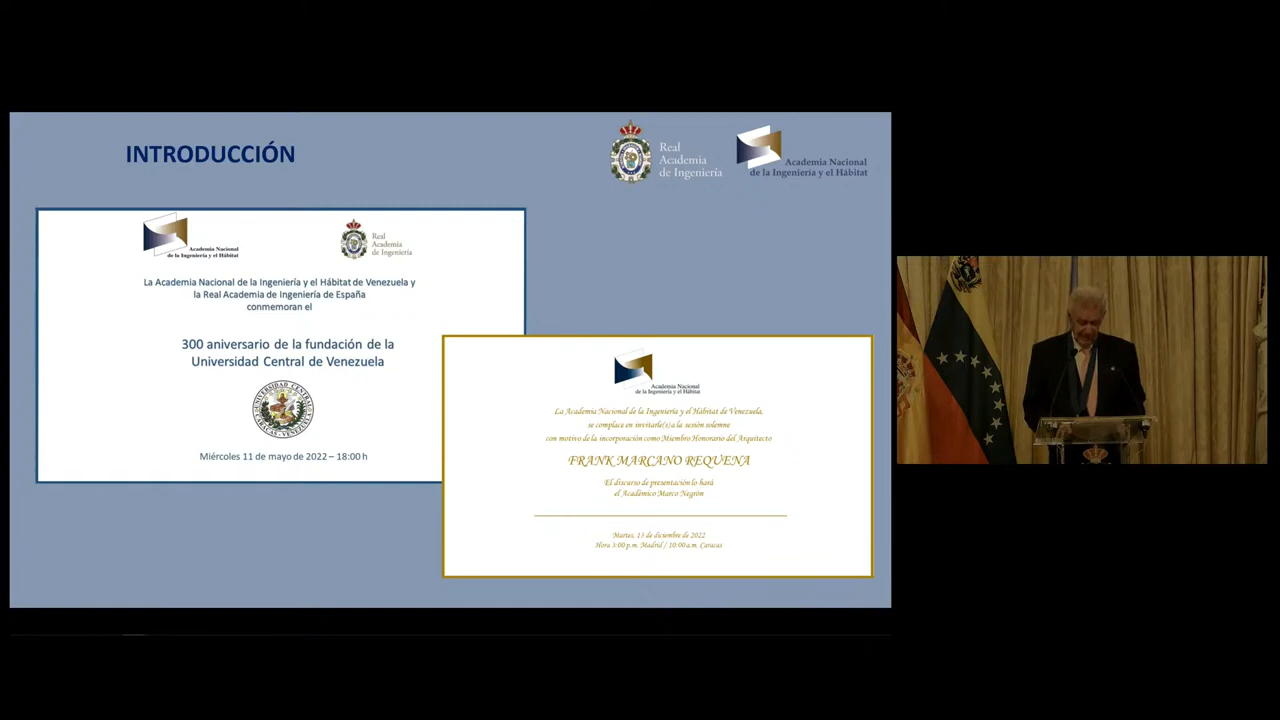 INTRODUCCIÓN
Real
Academia
de Ingeniería
Academia Nacional
de la Ingeniería y el Hábitat
Academia Nacional
de la Ingeniería y el Hábitat
Real
Academia
de Ingeniería
La Academia Nacional de la Ingeniería y el Hábitat de Venezuela y
la Real Academia de Ingeniería de España
conmemoran el
300 aniversario de la fundación de la
Universidad Central de Venezuela
UNIVERSIDAD CENTRAL
CARACAS VENEZUELA
Miércoles 11 de mayo de 2022 – 18:00 h
Academia Nacional
de la Ingeniería y el Hábitat
La Academia Nacional de la Ingeniería y el Hábitat de Venezuela,
se complace en invitarle(s) a la sesión solemne
con motivo de la incorporación como Miembro Honorario del Arquitecto
FRANK MARCANO REQUENA
El discurso de presentación lo hará
el Académico Marco Negrón
Martes, 13 de diciembre de 2022
Hora 3:00 p.m. Madrid / 10:00 a.m. Caracas